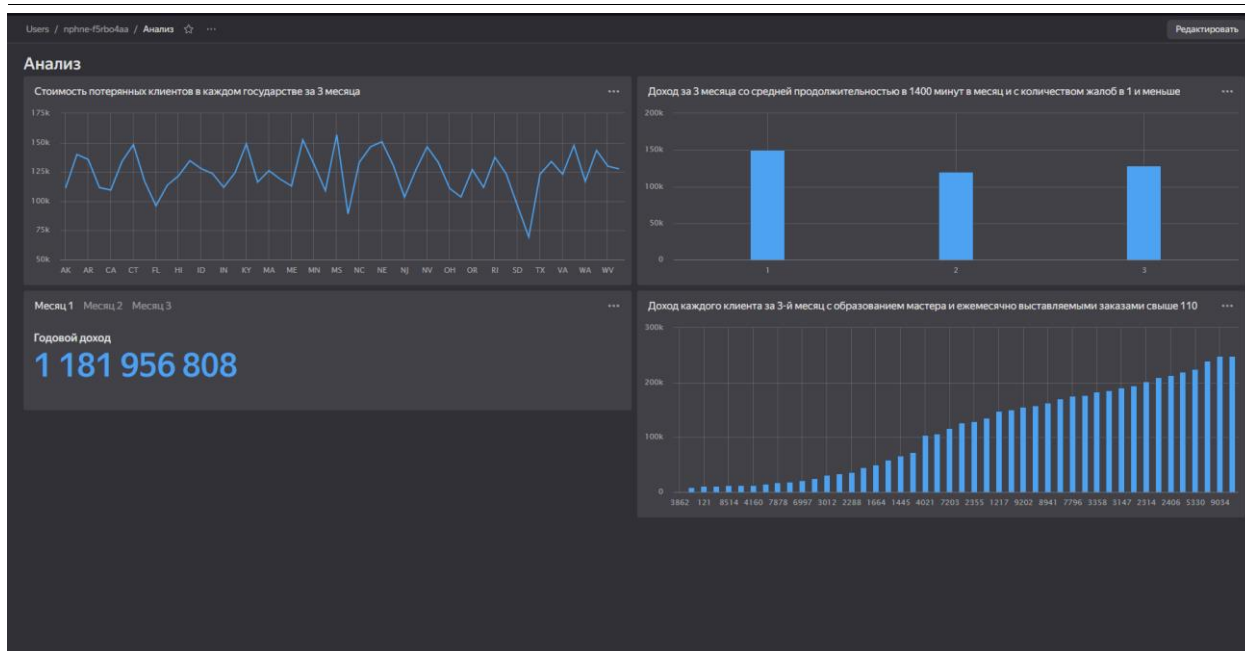 Users / nphne-f5rbo4aa / Анализ
Редактировать
Анализ
Стоимость потерянных клиентов в каждом государстве за 3 месяца
175k
150k
125k
100k
75k
50k
AK AR CA CT FL HI ID IN KY MA ME MN MS NC NE NJ NV OH OR RI SD TX VA WA WV
Доход за 3 месяца со средней продолжительностью в 1400 минут в месяц и с количеством жалоб в 1 и меньше
200k
150k
100k
50k
0
1 2 3
Месяц 1 Месяц 2 Месяц 3
Годовой доход
1 181 956 808
Доход каждого клиента за 3-й месяц с образованием мастера и ежемесячно выставляемыми заказами свыше 110
300k
200k
100k
0
3862 121 8514 4160 7878 6997 3012 2288 1664 1445 4021 7203 2355 1217 9202 8941 7796 3358 3147 2314 2406 5330 9034